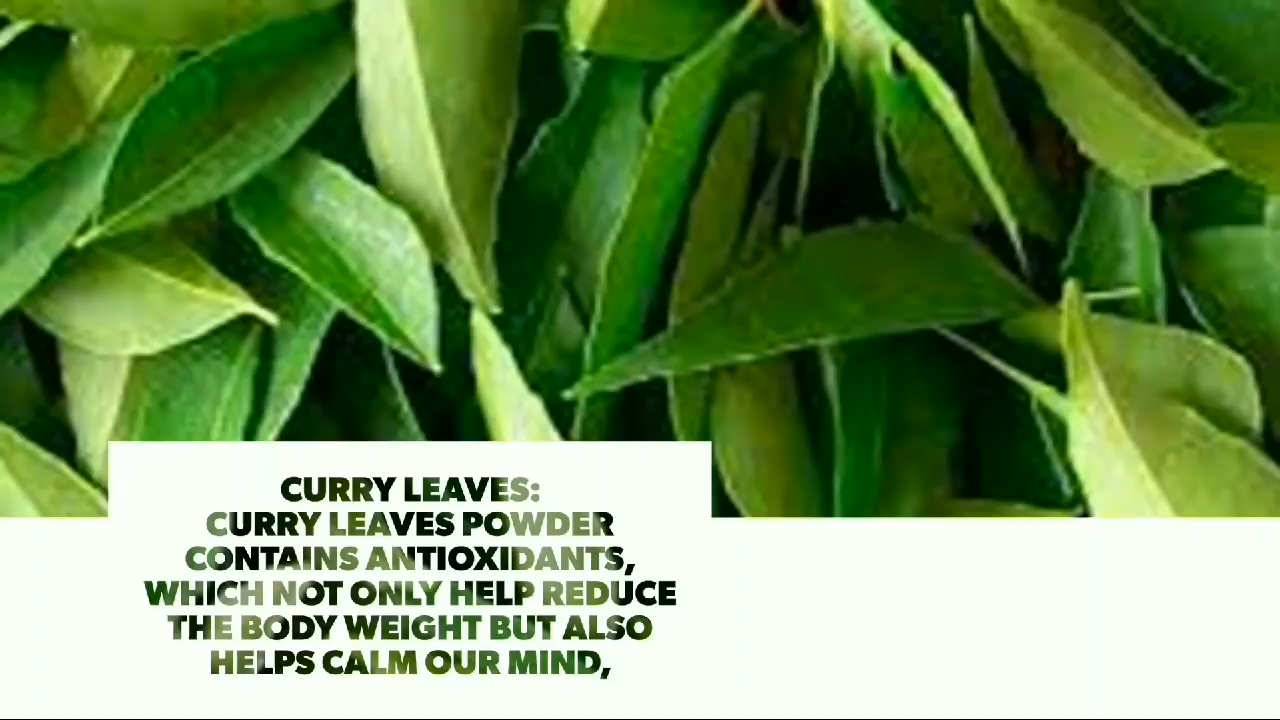 CURRY LEAVES:
CURRY LEAVES POWDER
CONTAINS ANTIOXIDANTS,
WHICH NOT ONLY HELP REDUCE
THE BODY WEIGHT BUT ALSO
HELPS CALM OUR MIND,